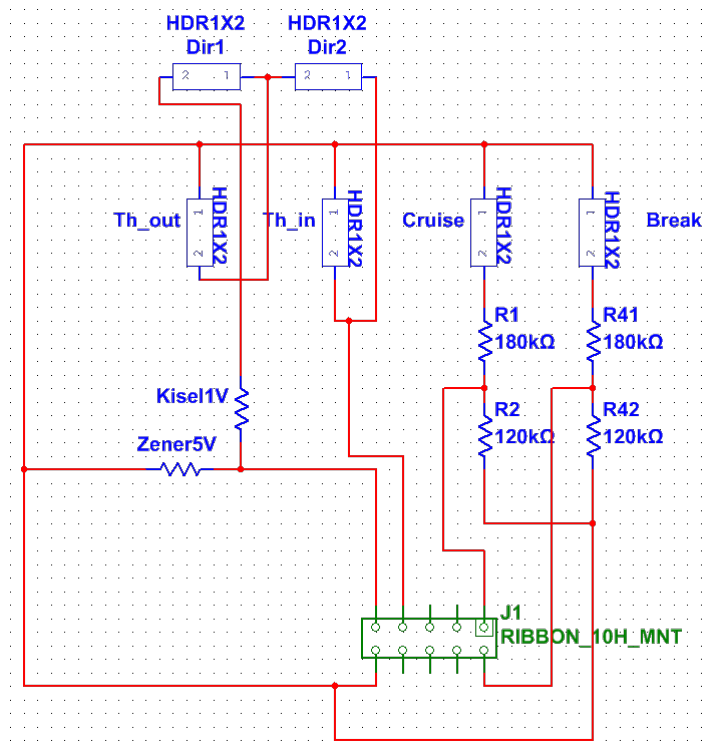 HDR1X2 HDR1X2
Dir1 Dir2
2 1 2 1
Th_out 1 2 HDR1X2
Th_in 1 2 HDR1X2
Cruise 1 2 HDR1X2
1 2 HDR1X2 Break
R1 R41
180kΩ 180kΩ
Kisel1V R2 R42
120kΩ 120kΩ
Zener5V
J1
RIBBON_10H_MNT